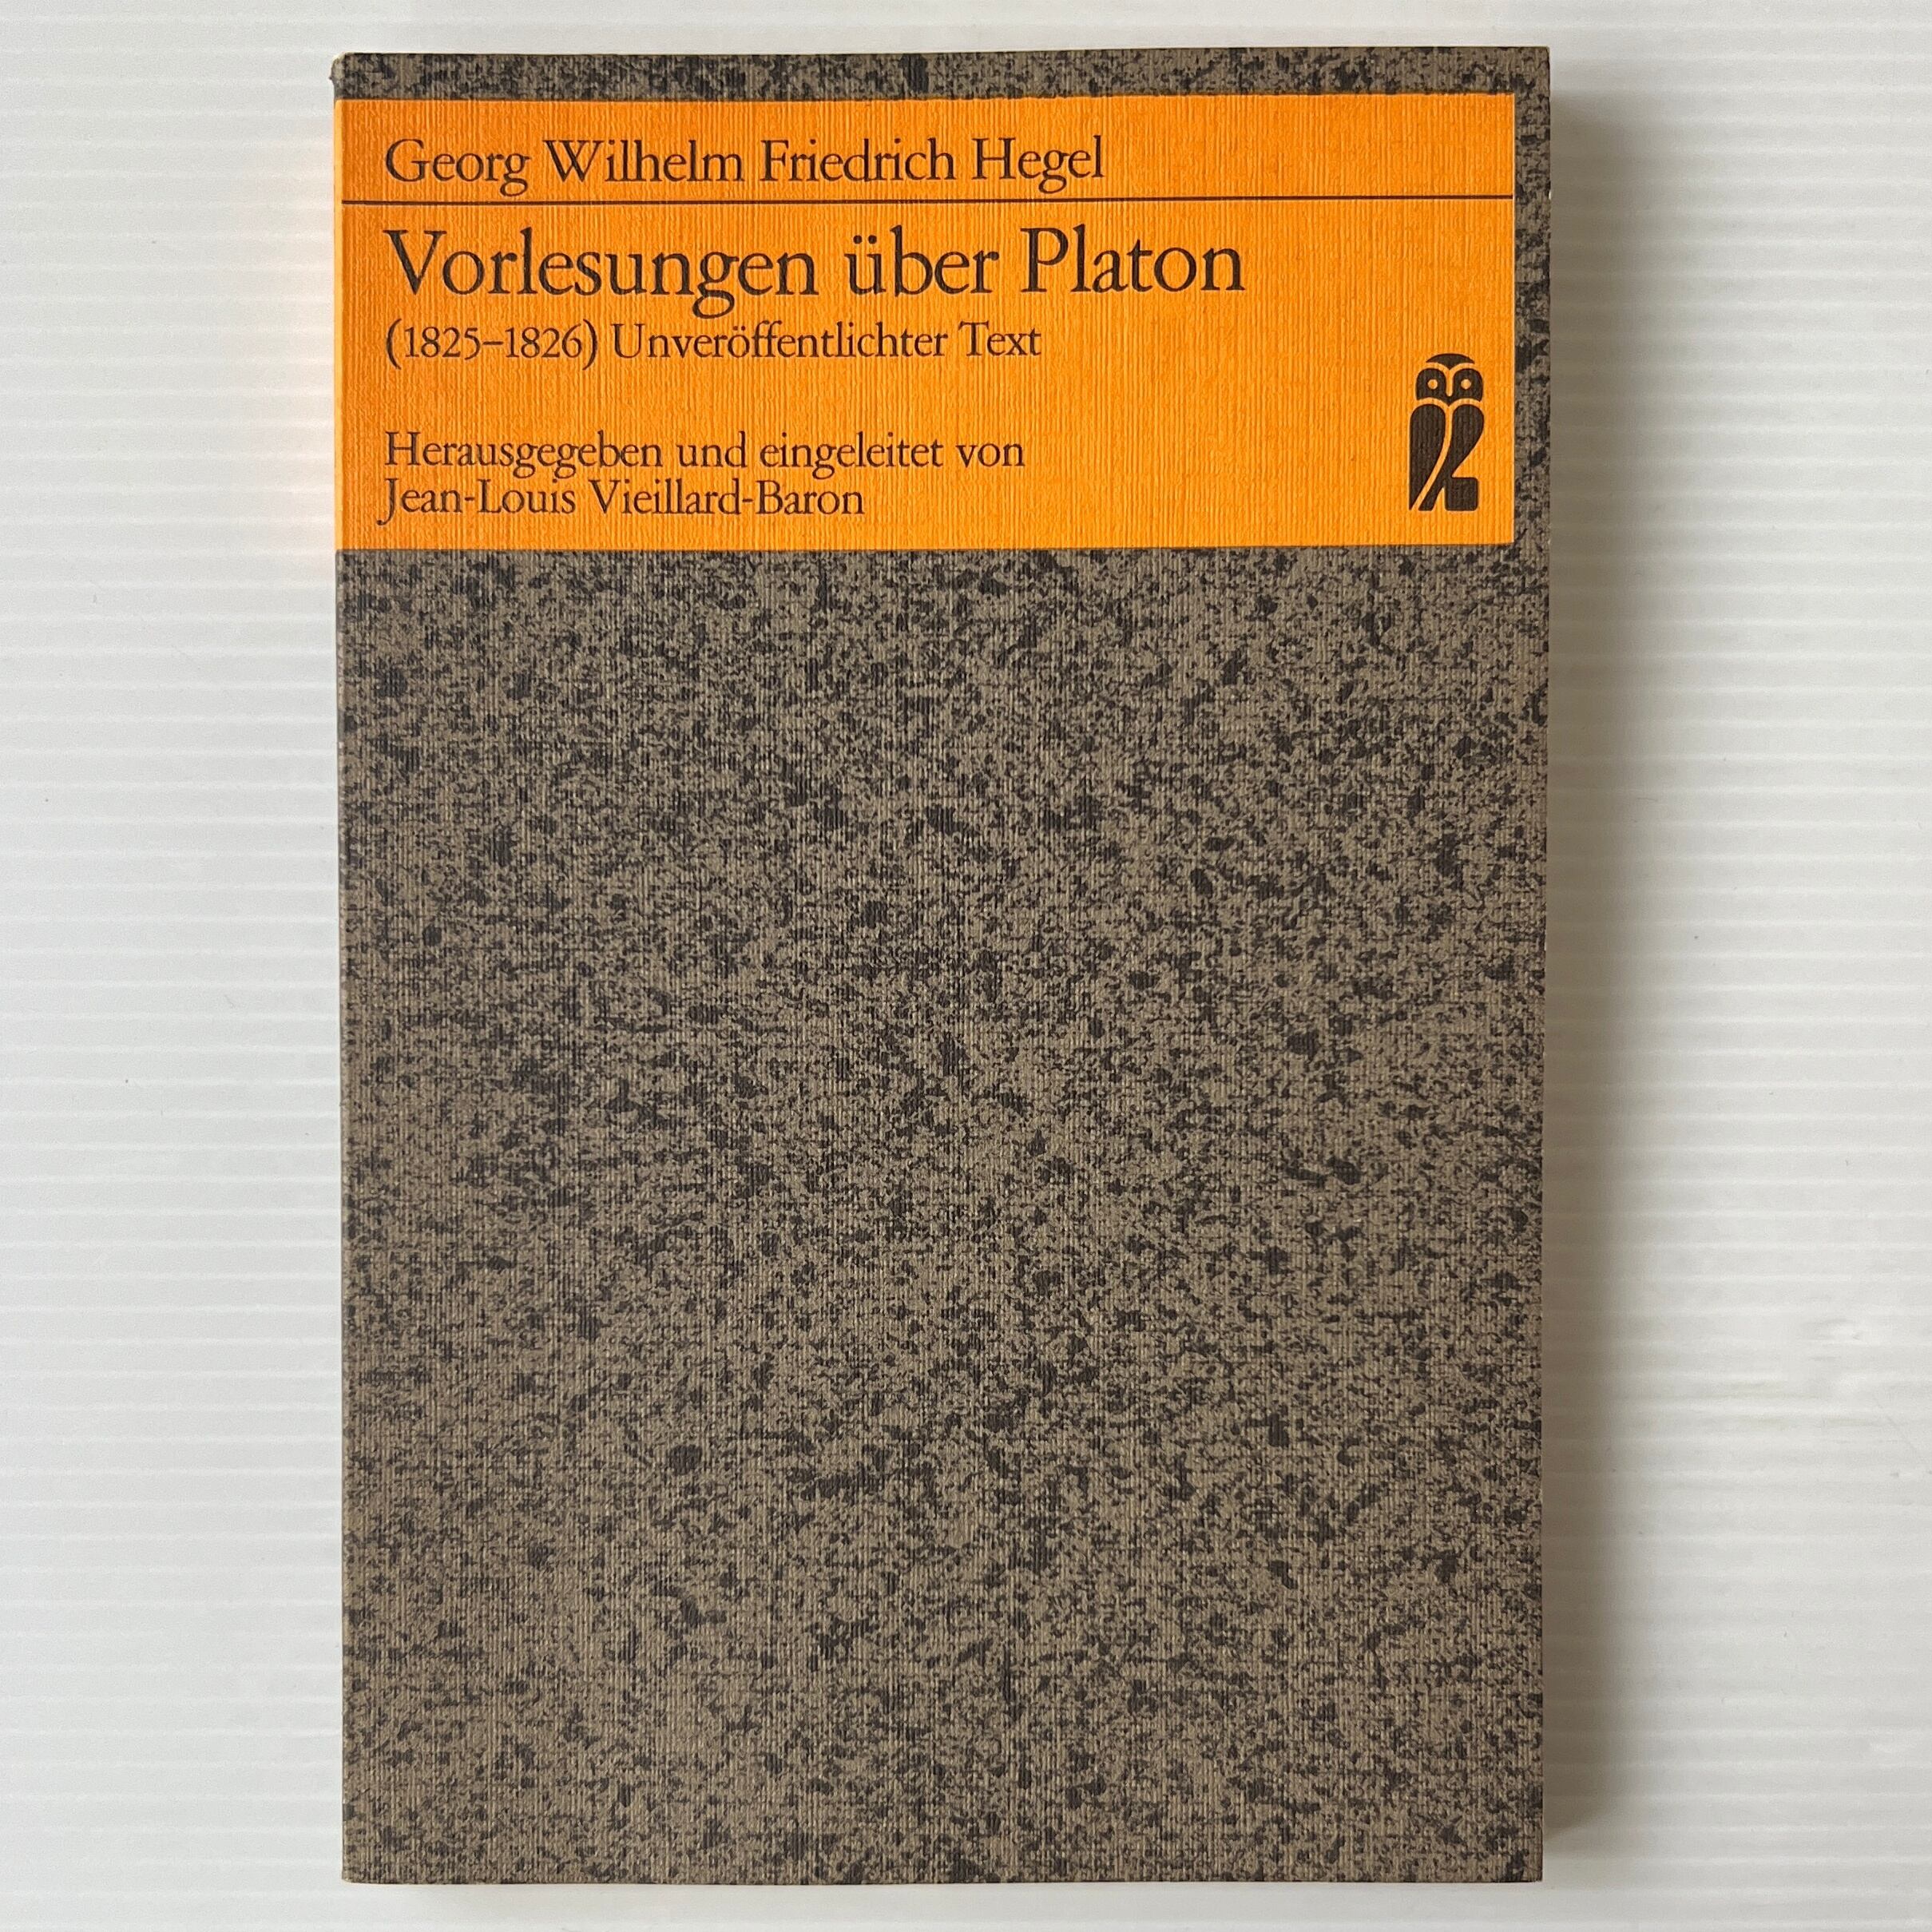 Georg Wilhelm Friedrich Hegel
Vorlesungen über Platon
(1825–1826) Unveröffentlichter Text
Herausgegeben und eingeleitet von
Jean-Louis Vieillard-Baron